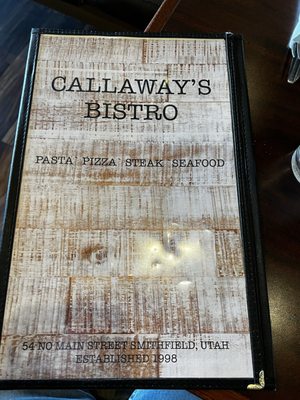 CALLAWAY'S
BISTRO
PASTA* PIZZA* STEAK* SEAFOOD
54 NO MAIN STREET SMITHFIELD, UTAH
ESTABLISHED 1998